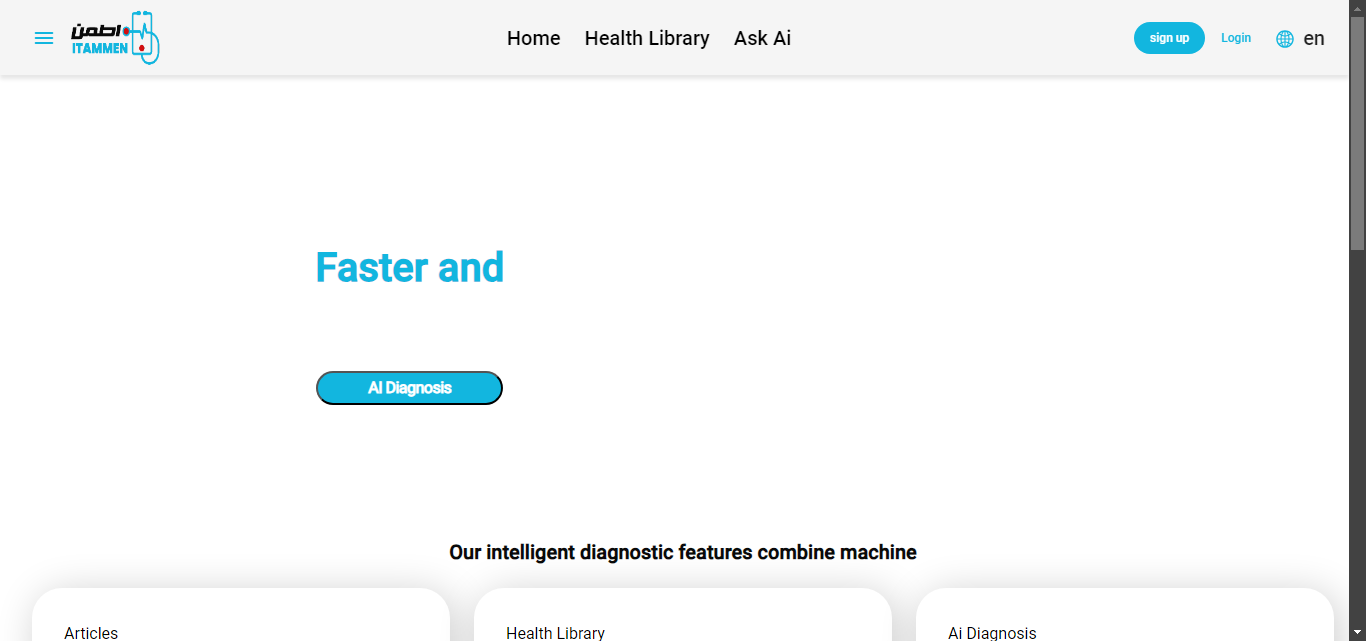 اطمن
ITAMMEN
Home
Health Library
Ask Ai
sign up
Login
en
Faster and
AI Diagnosis
Our intelligent diagnostic features combine machine
Articles
Health Library
Ai Diagnosis